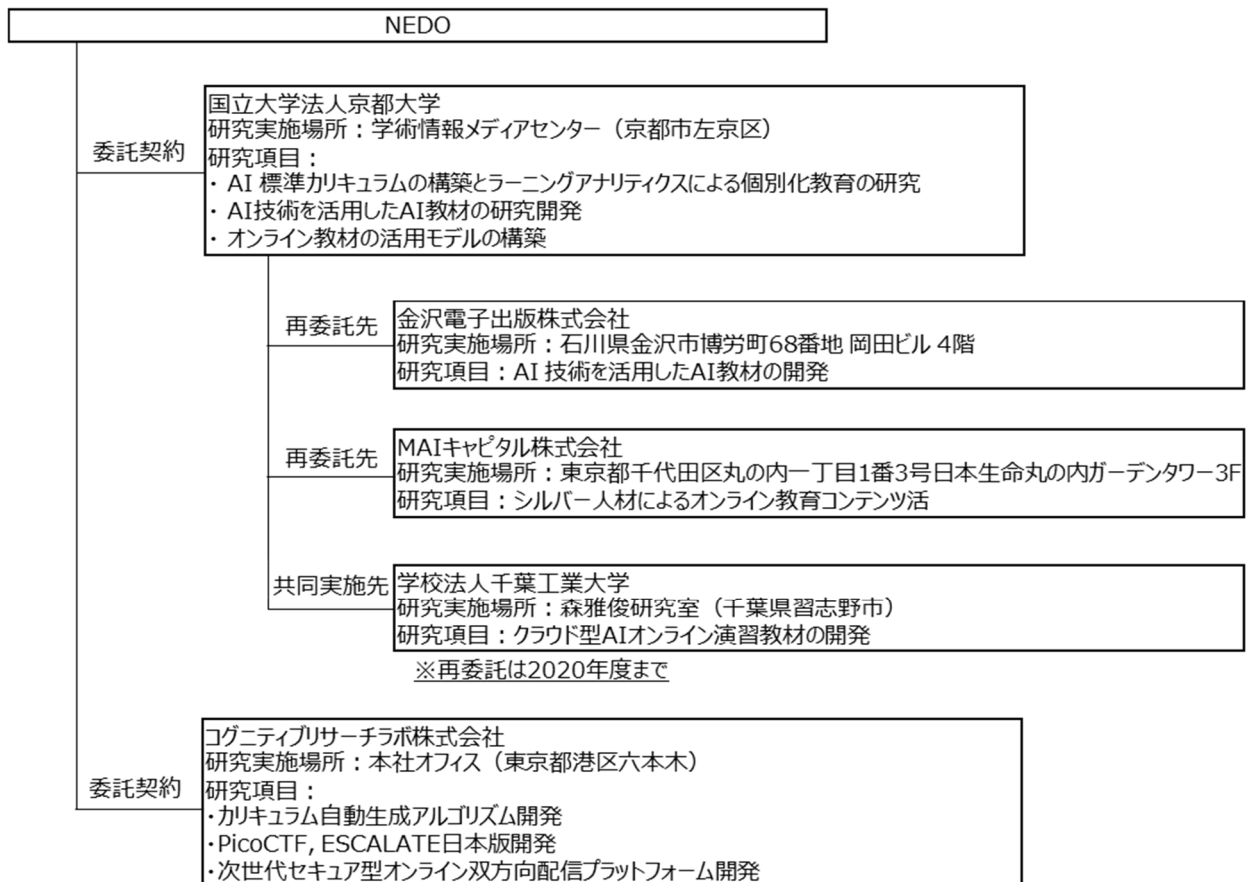 NEDO
委託契約
国立大学法人京都大学
研究実施場所：学術情報メディアセンター（京都市左京区）
研究項目：
・ AI 標準カリキュラムの構築とラーニングアナリティクスによる個別化教育の研究
・ AI技術を活用したAI教材の研究開発
・ オンライン教材の活用モデルの構築
再委託先
金沢電子出版株式会社
研究実施場所：石川県金沢市博労町68番地 岡田ビル 4階
研究項目：AI 技術を活用したAI教材の開発
再委託先
MAIキャピタル株式会社
研究実施場所：東京都千代田区丸の内一丁目1番3号日本生命丸の内ガーデンタワー3F
研究項目：シルバー人材によるオンライン教育コンテンツ活
共同実施先
学校法人千葉工業大学
研究実施場所：森雅俊研究室（千葉県習志野市）
研究項目：クラウド型AIオンライン演習教材の開発
※再委託は2020年度まで
委託契約
コグニティブリサーチラボ株式会社
研究実施場所：本社オフィス（東京都港区六本木）
研究項目：
・カリキュラム自動生成アルゴリズム開発
・PicoCTF, ESCALATE日本版開発
・次世代セキュア型オンライン双方向配信プラットフォーム開発